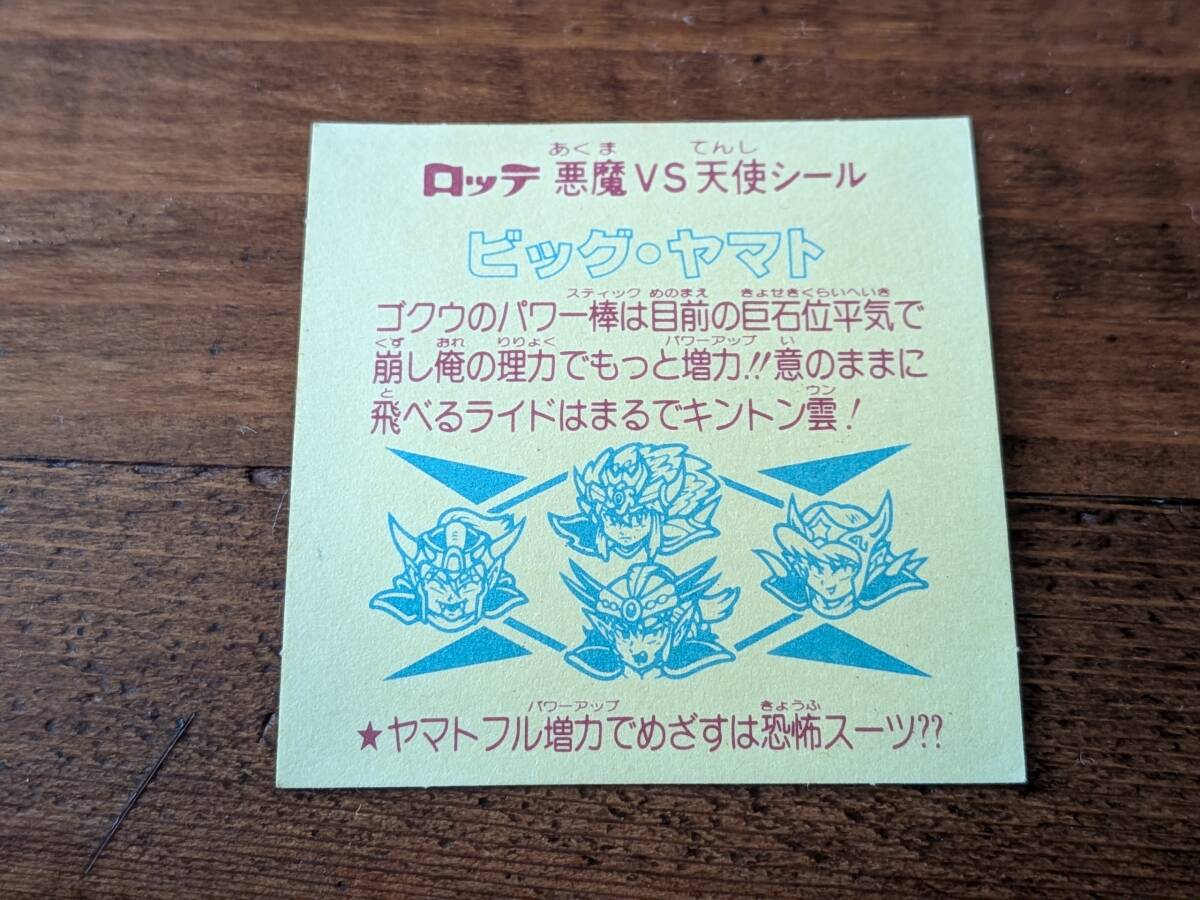 あくま てんし
ロッテ 悪魔VS天使シール
ビッグ・ヤマト
スティック めのまえ きょせきくらいへいき
ゴクウのパワー棒は目前の巨石位平気で
くず おれ りりょく パワーアップ い
崩し俺の理力でもっと増力!!意のままに
と ウン
飛べるライドはまるでキントン雲!
パワーアップ きょうふ
★ヤマトフル増力でめざすは恐怖スーツ??